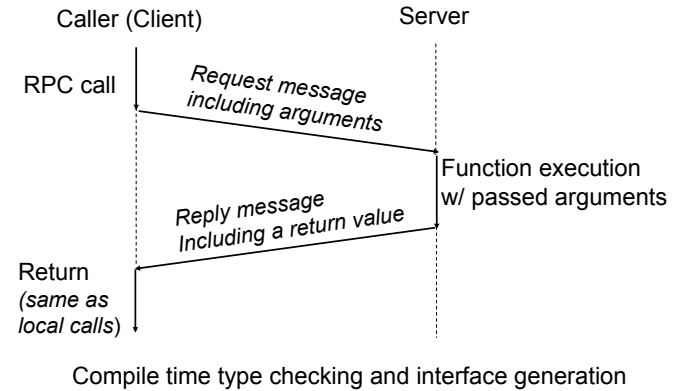 Caller (Client)
Server
RPC call
Request message
including arguments
Function execution
w/ passed arguments
Reply message
Including a return value
Return
(same as
local calls)
Compile time type checking and interface generation